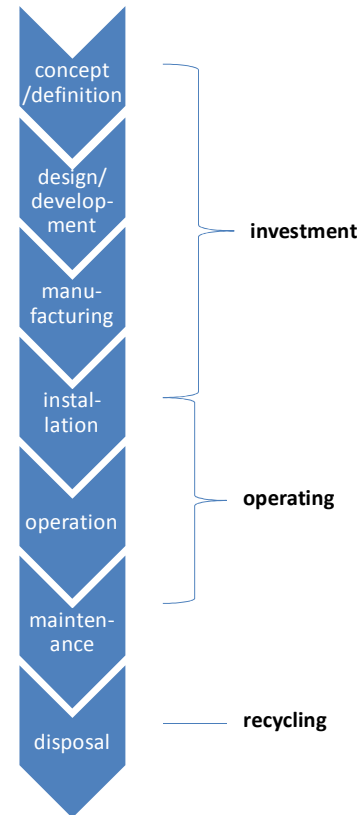 concept
/definition
design/
develop-
ment
investment
manu-
facturing
instal-
lation
operation
operating
mainten-
ance
recycling
disposal